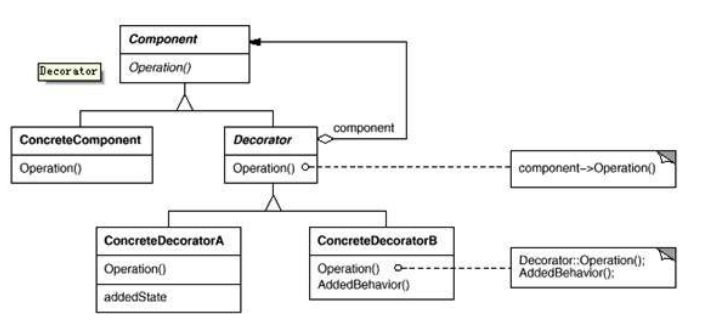 Component
Operation()
Decorator
component
ConcreteComponent
Operation()
Decorator
Operation()
component->Operation()
ConcreteDecoratorA
Operation()
addedState
ConcreteDecoratorB
Operation()
AddedBehavior()
Decorator::Operation();
AddedBehavior();